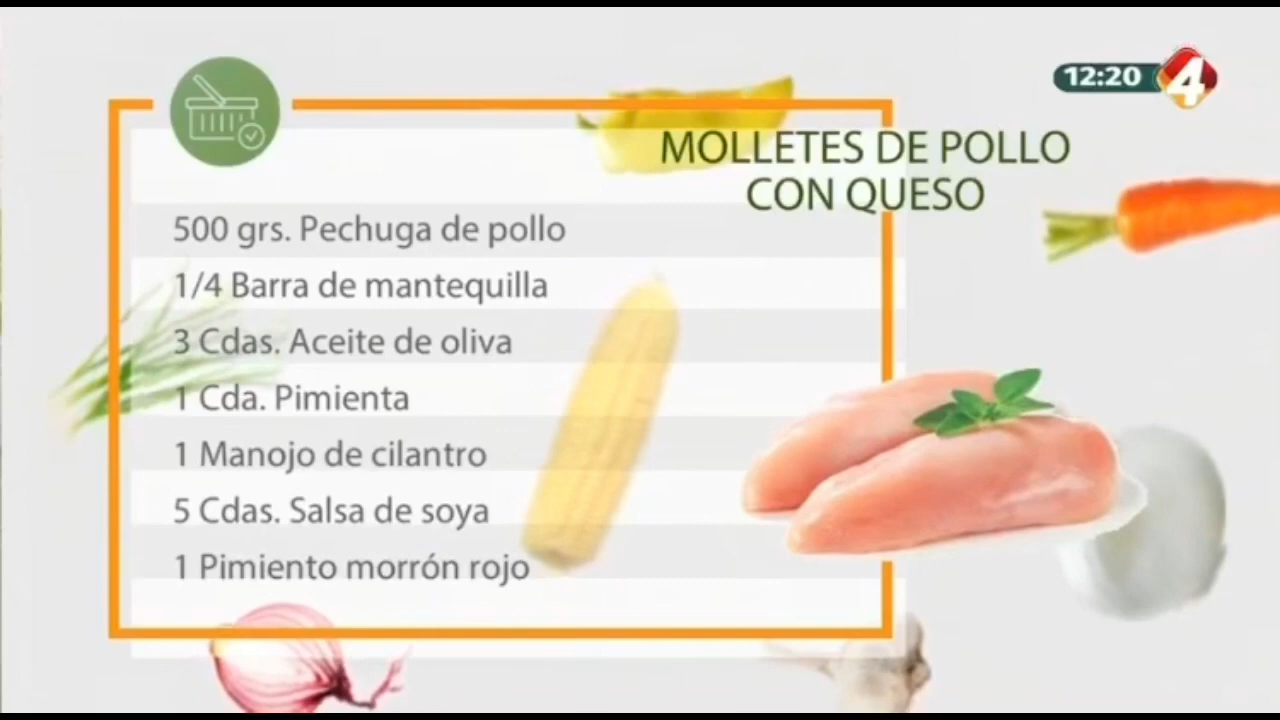 12:20 4
MOLLETES DE POLLO
CON QUESO
500 grs. Pechuga de pollo
1/4 Barra de mantequilla
3 Cdas. Aceite de oliva
1 Cda. Pimienta
1 Manojo de cilantro
5 Cdas. Salsa de soya
1 Pimiento morrón rojo